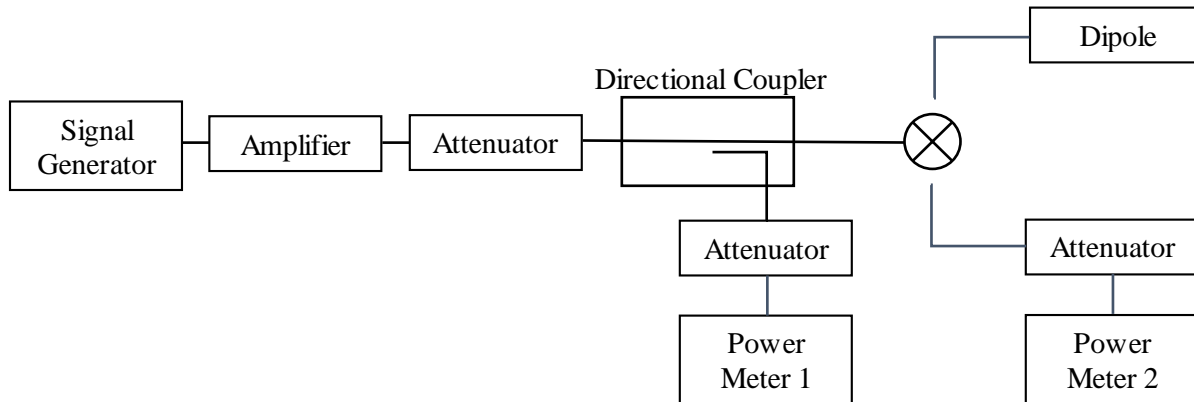 Dipole
Directional Coupler
Signal
Generator
Amplifier
Attenuator
Attenuator
Attenuator
Power
Meter 1
Power
Meter 2